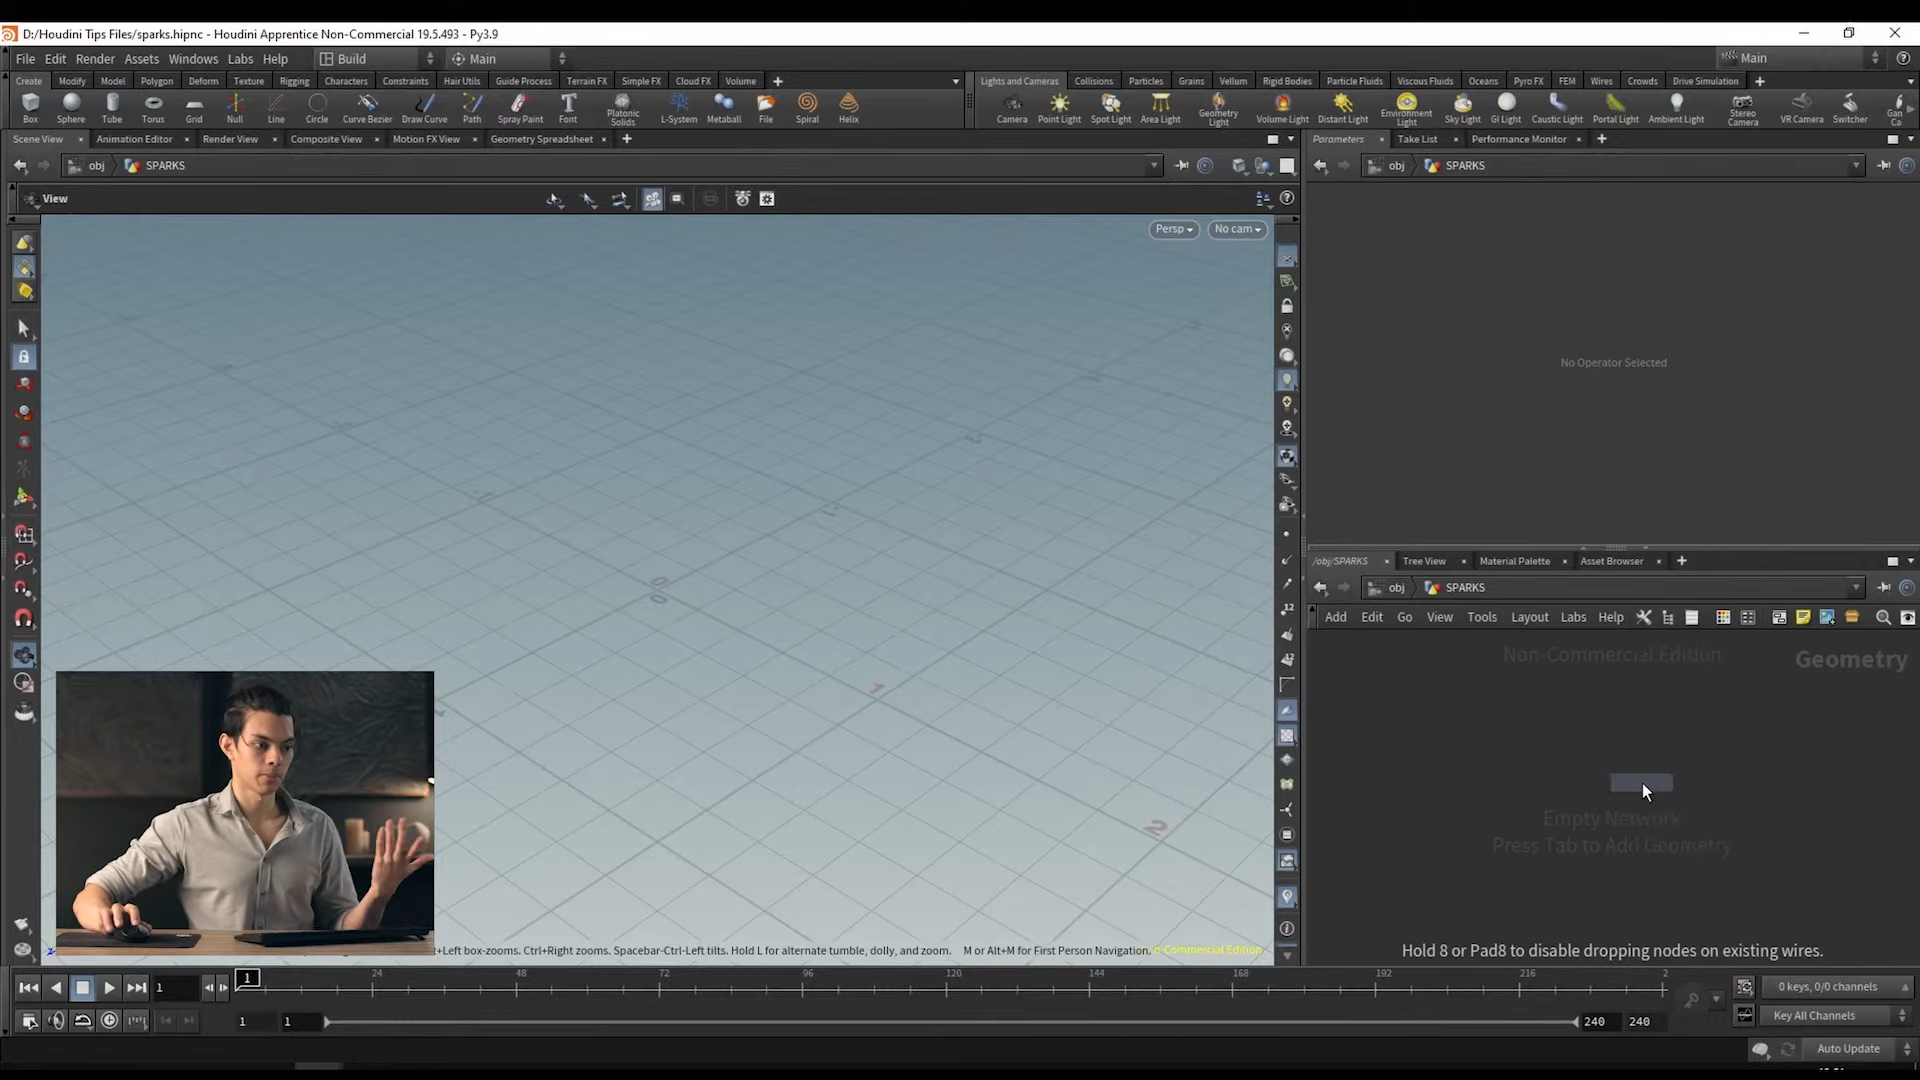 D:/Houdini Tips Files/sparks.hipnc - Houdini Apprentice Non-Commercial 19.5.493 - Py3.9
File Edit Render Assets Windows Labs Help Build Main Main
Create Modify Model Polygon Deform Texture Rigging Characters Constraints Hair Utils Guide Process Terrain FX Simple FX Cloud FX Volume
Lights and Cameras Collisions Particles Grains Vellum Rigid Bodies Particle Fluids Viscous Fluids Oceans Pyro FX FEM Wires Crowds Drive Simulation
Box Sphere Tube Torus Grid Null Line Circle Curve Bezier Draw Curve Path Spray Paint Font Platonic Solids L-System Metaball File Spiral Helix
Camera Point Light Spot Light Area Light Geometry Light Volume Light Distant Light Environment Light Sky Light GI Light Caustic Light Portal Light Ambient Light Stereo Camera VR Camera Switcher
Scene View Animation Editor Render View Composite View Motion FX View Geometry Spreadsheet
Parameters Take List Performance Monitor
obj SPARKS
obj SPARKS
View
Persp No cam
No Operator Selected
/obj/SPARKS Tree View Material Palette Asset Browser
obj SPARKS
Add Edit Go View Tools Layout Labs Help
Non-Commercial Edition
Geometry
Empty Network
Press Tab to Add Geometry
0
0
1
2
+Left box-zooms. Ctrl+Right zooms. Spacebar-Ctrl-Left tilts. Hold L for alternate tumble, dolly, and zoom. M or Alt+M for First Person Navigation.
n-Commercial Edition
Hold 8 or Pad8 to disable dropping nodes on existing wires.
1 1 24 48 72 96 120 144 168 192 216 2
0 keys, 0/0 channels
1 1 240 240
Key All Channels
Auto Update